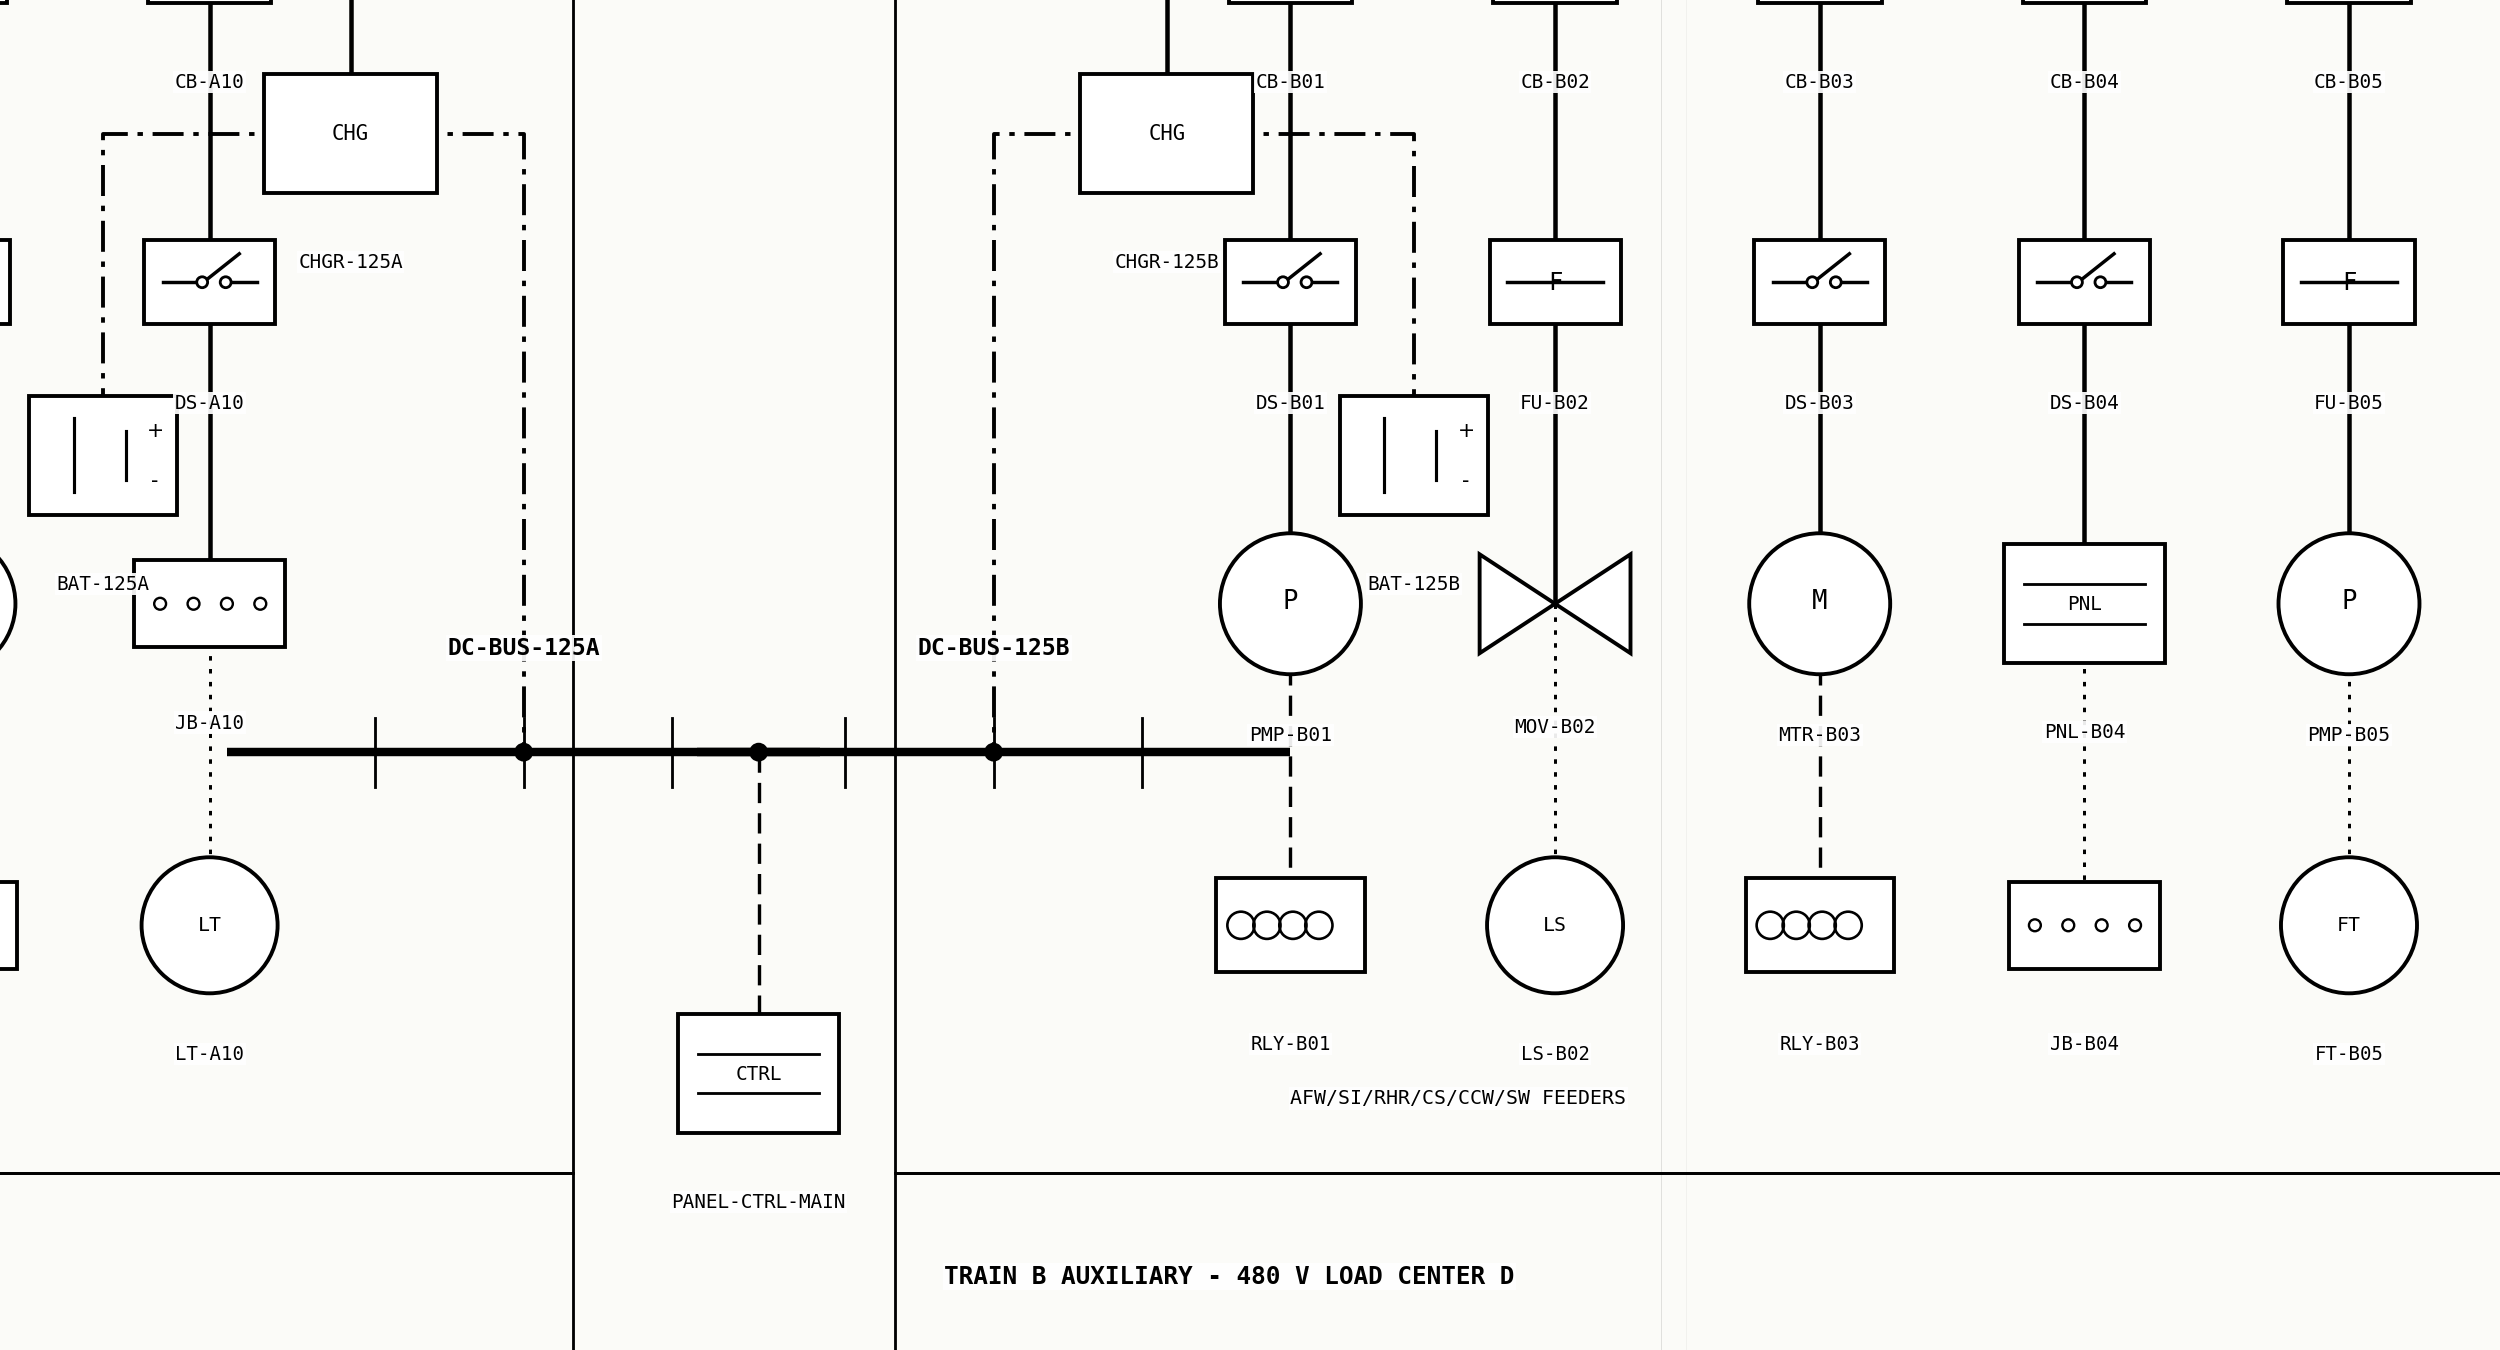 CB-A10
CB-B01
CB-B02
CB-B03
CB-B04
CB-B05
CHG
CHG
CHGR-125A
CHGR-125B
F
F
DS-A10
DS-B01
FU-B02
DS-B03
DS-B04
FU-B05
+
-
+
-
BAT-125A
P
BAT-125B
M
PNL
P
DC-BUS-125A
DC-BUS-125B
JB-A10
PMP-B01
MOV-B02
MTR-B03
PNL-B04
PMP-B05
LT
LS
FT
LT-A10
RLY-B01
LS-B02
RLY-B03
JB-B04
FT-B05
CTRL
AFW/SI/RHR/CS/CCW/SW FEEDERS
PANEL-CTRL-MAIN
TRAIN B AUXILIARY - 480 V LOAD CENTER D